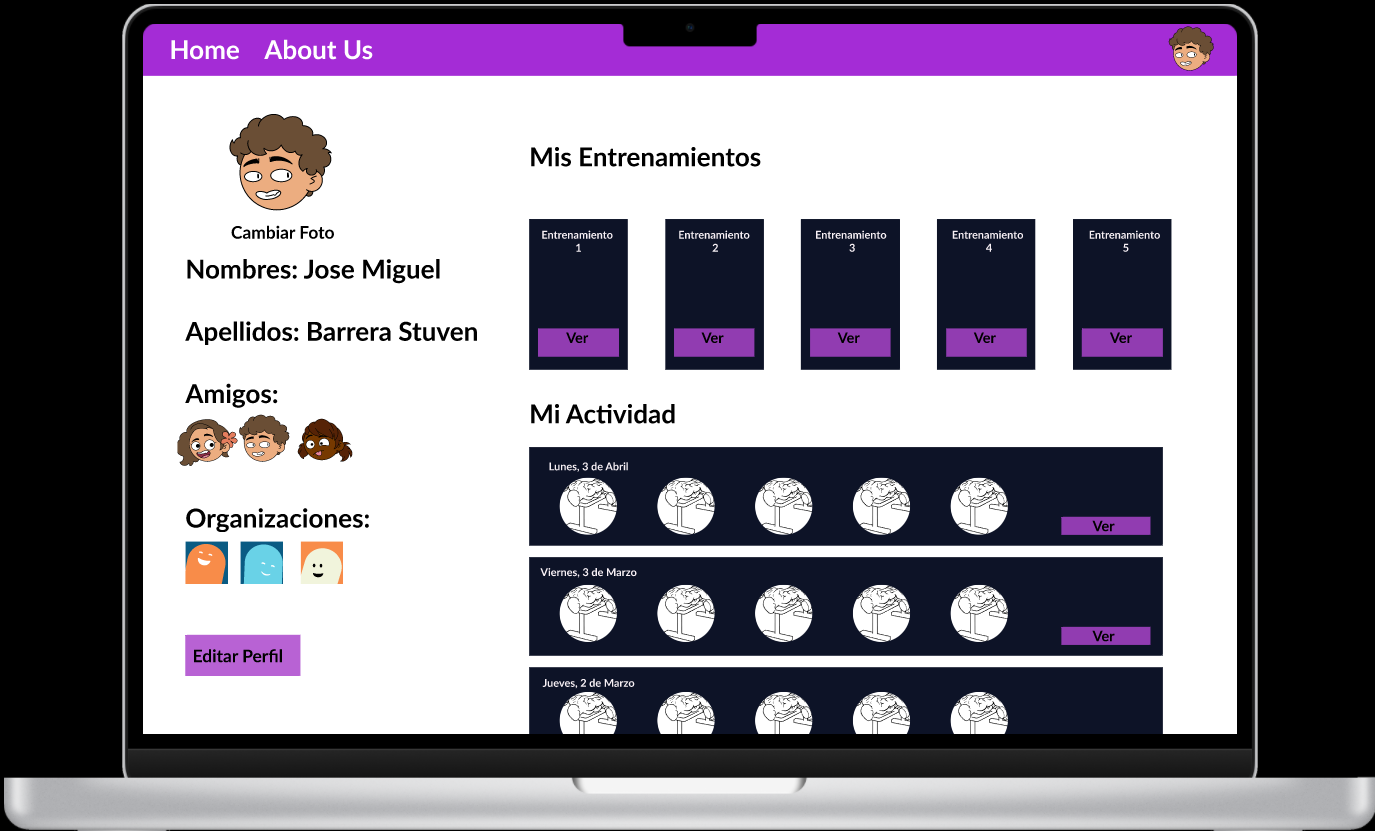 Home About Us
Cambiar Foto
Nombres: Jose Miguel
Apellidos: Barrera Stuven
Amigos:
Organizaciones:
Editar Perfil
Mis Entrenamientos
Entrenamiento
1
Ver
Entrenamiento
2
Ver
Entrenamiento
3
Ver
Entrenamiento
4
Ver
Entrenamiento
5
Ver
Mi Actividad
Lunes, 3 de Abril
Ver
Viernes, 3 de Marzo
Ver
Jueves, 2 de Marzo